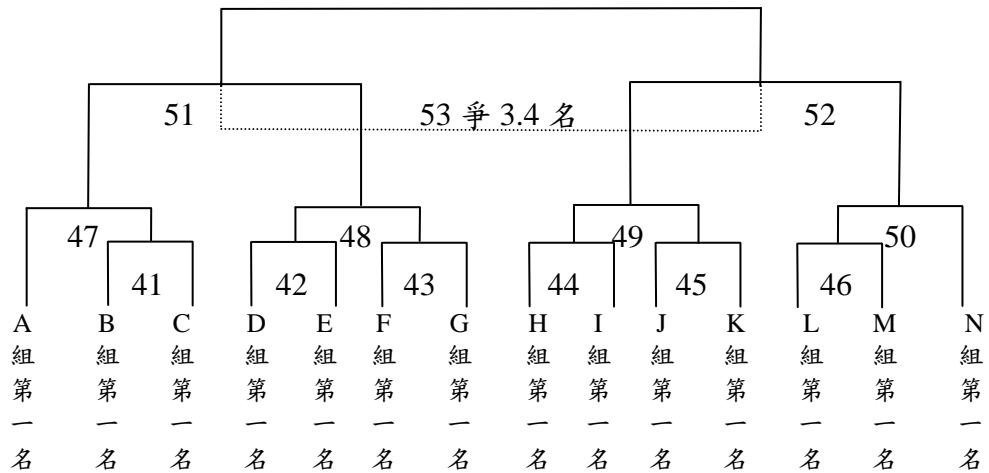 51 53 爭 3.4 名 52
47 48 49 50
41 42 43 44 45 46
A B C D E F G H I J K L M N
組 組 組 組 組 組 組 組 組 組 組 組 組 組
第 第 第 第 第 第 第 第 第 第 第 第 第 第
一 一 一 一 一 一 一 一 一 一 一 一 一 一
名 名 名 名 名 名 名 名 名 名 名 名 名 名